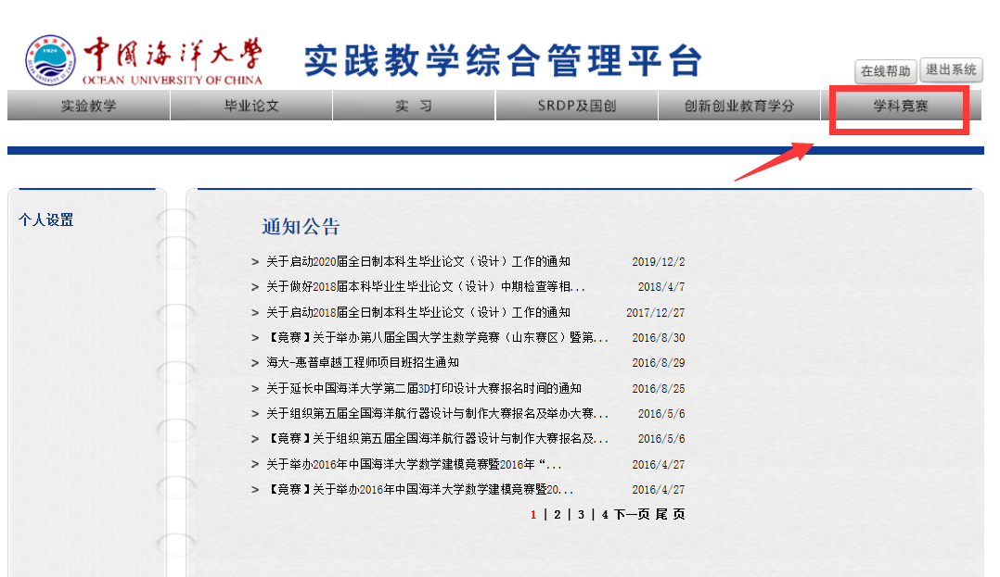 中国海洋大学
OCEAN UNIVERSITY OF CHINA
实践教学综合管理平台
在线帮助 退出系统
实验教学 毕业论文 实 习 SRDP及国创 创新创业教育学分 学科竞赛
个人设置
通知公告
> 关于启动2020届全日制本科生毕业论文（设计）工作的通知 2019/12/2
> 关于做好2018届本科毕业生毕业论文（设计）中期检查等相... 2018/4/7
> 关于启动2018届全日制本科生毕业论文（设计）工作的通知 2017/12/27
> 【竞赛】关于举办第八届全国大学生数学竞赛（山东赛区）暨第... 2016/8/30
> 海大-惠普卓越工程师项目班招生通知 2016/8/29
> 关于延长中国海洋大学第二届3D打印设计大赛报名时间的通知 2016/8/25
> 关于组织第五届全国海洋航行器设计与制作大赛报名及举办大赛... 2016/5/6
> 【竞赛】关于组织第五届全国海洋航行器设计与制作大赛报名及... 2016/5/6
> 关于举办2016年中国海洋大学数学建模竞赛暨2016年“... 2016/4/27
> 【竞赛】关于举办2016年中国海洋大学数学建模竞赛暨20... 2016/4/27
1 | 2 | 3 | 4 下一页 尾 页